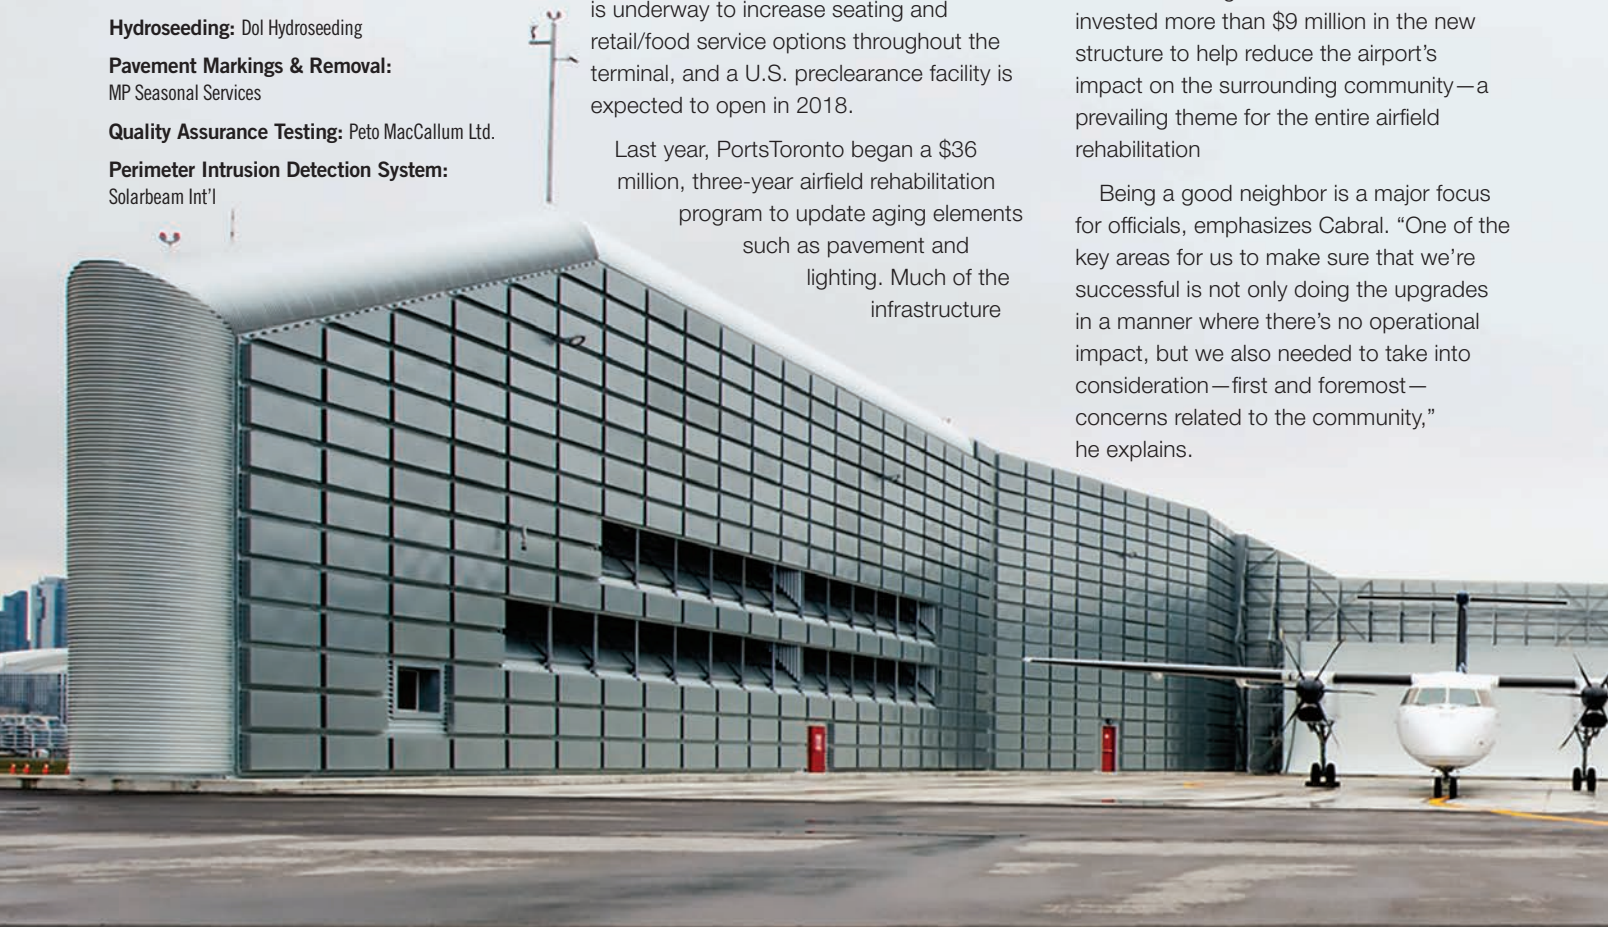 Hydroseeding: Dol Hydroseeding
Pavement Markings & Removal:
MP Seasonal Services
Quality Assurance Testing: Peto MacCallum Ltd.
Perimeter Intrusion Detection System:
Solarbeam Int'l
is underway to increase seating and
retail/food service options throughout the
terminal, and a U.S. preclearance facility is
expected to open in 2018.
Last year, PortsToronto began a $36
million, three-year airfield rehabilitation
program to update aging elements
such as pavement and
lighting. Much of the
infrastructure
invested more than $9 million in the new
structure to help reduce the airport's
impact on the surrounding community—a
prevailing theme for the entire airfield
rehabilitation
Being a good neighbor is a major focus
for officials, emphasizes Cabral. “One of the
key areas for us to make sure that we're
successful is not only doing the upgrades
in a manner where there's no operational
impact, but we also needed to take into
consideration—first and foremost—
concerns related to the community,”
he explains.